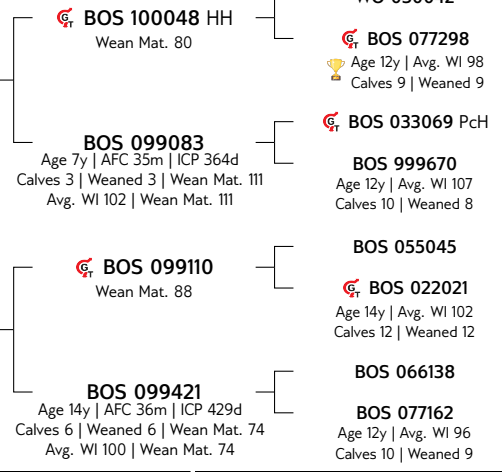 BOS 100048 HH
Wean Mat. 80
BOS 077298
Age 12y | Avg. WI 98
Calves 9 | Weaned 9
BOS 099083
Age 7y | AFC 35m | ICP 364d
Calves 3 | Weaned 3 | Wean Mat. 111
Avg. WI 102 | Wean Mat. 111
BOS 033069 PcH
BOS 999670
Age 12y | Avg. WI 107
Calves 10 | Weaned 8
BOS 099110
Wean Mat. 88
BOS 055045
BOS 022021
Age 14y | Avg. WI 102
Calves 12 | Weaned 12
BOS 099421
Age 14y | AFC 36m | ICP 429d
Calves 6 | Weaned 6 | Wean Mat. 74
Avg. WI 100 | Wean Mat. 74
BOS 066138
BOS 077162
Age 12y | Avg. WI 96
Calves 10 | Weaned 9